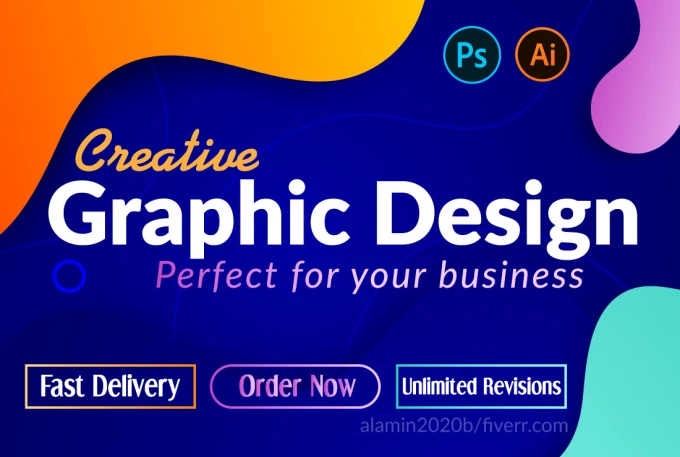 Ps Ai
Creative
Graphic Design
Perfect for your business
Fast Delivery Order Now Unlimited Revisions
alamin2020b/fiverr.com